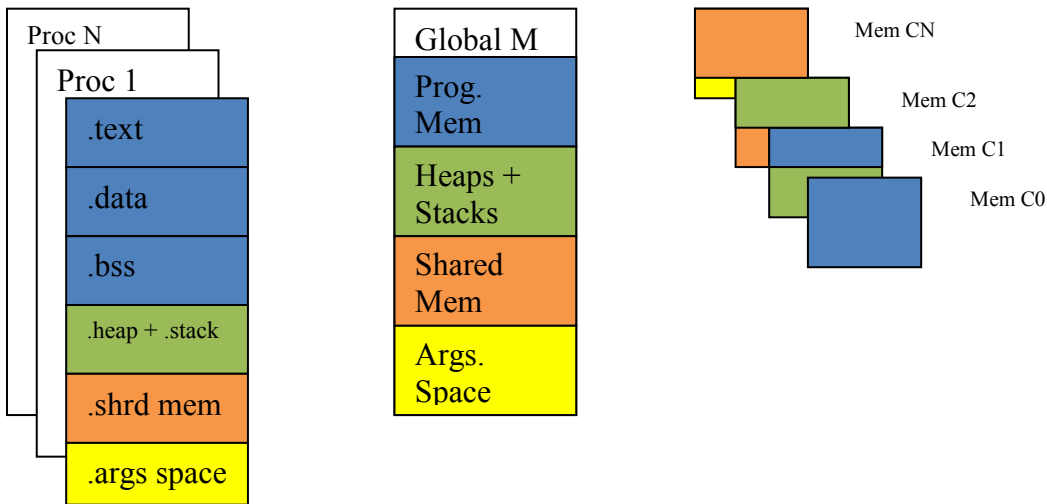 Proc N
Proc 1
.text
.data
.bss
.heap + .stack
.shrd mem
.args space
Global M
Prog.
Mem
Heaps +
Stacks
Shared
Mem
Args.
Space
Mem CN
Mem C2
Mem C1
Mem C0